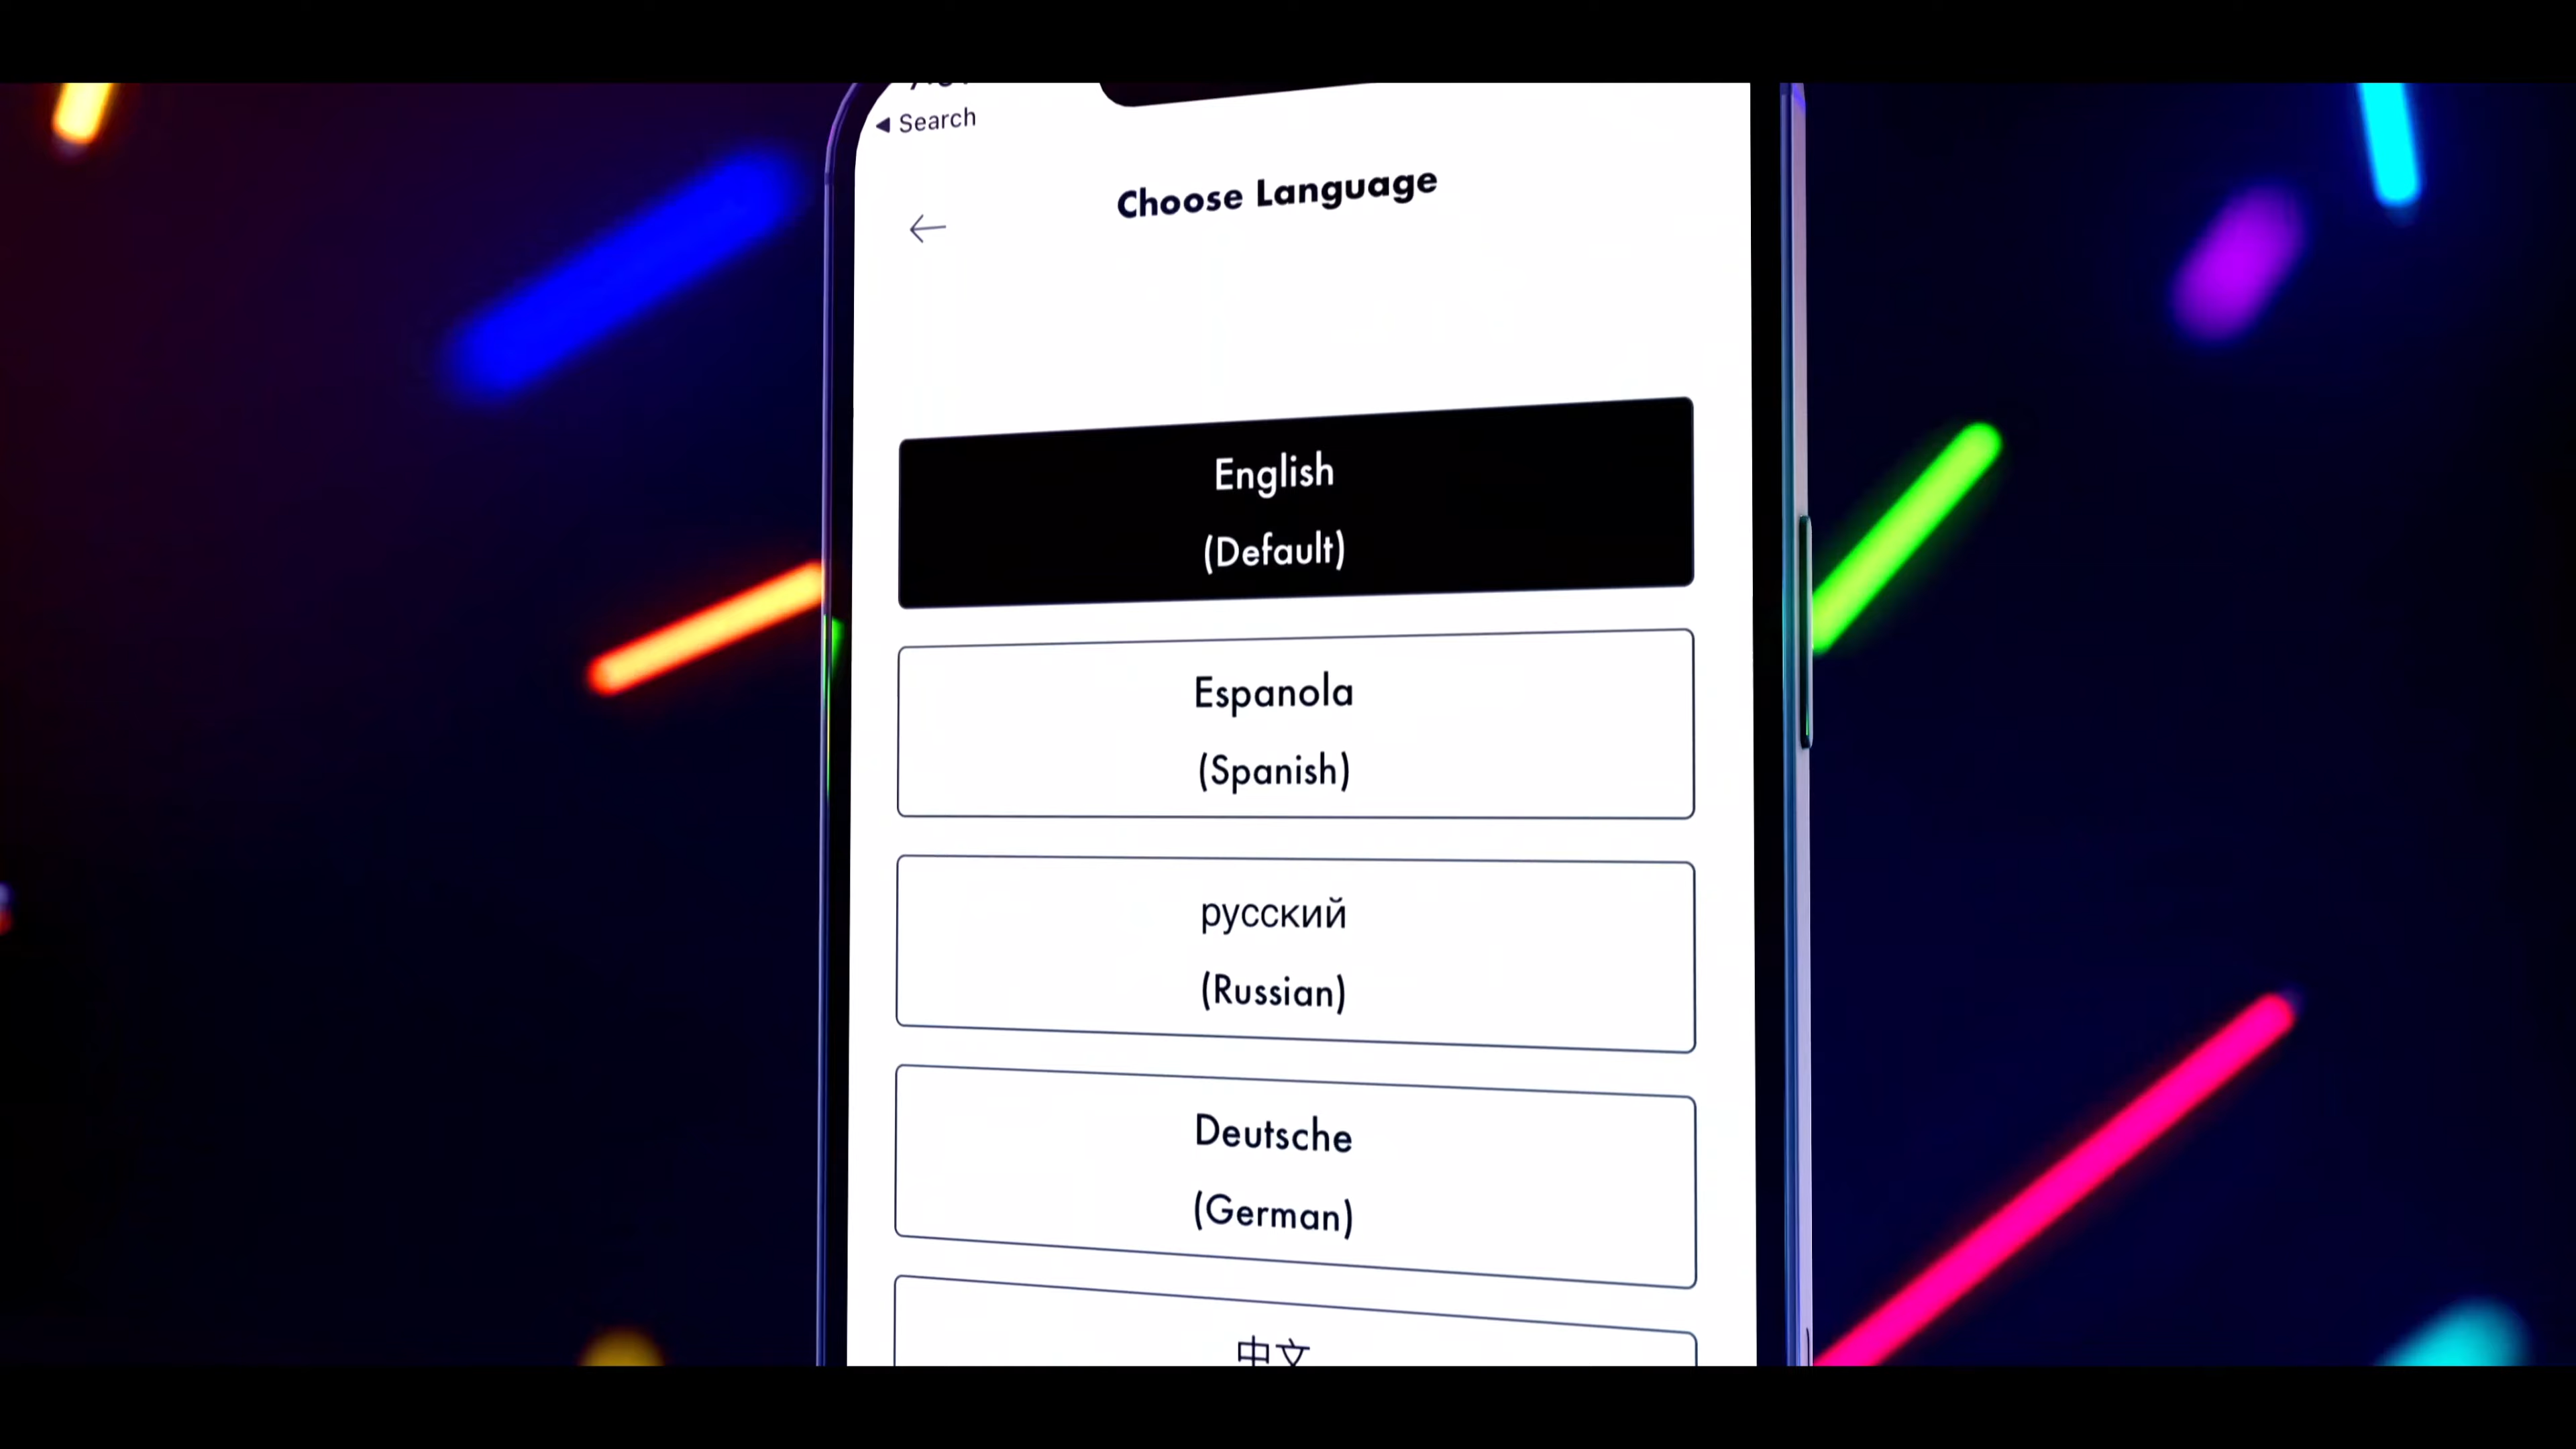 Search
Choose Language
English
(Default)
Espanola
(Spanish)
русский
(Russian)
Deutsche
(German)
中文